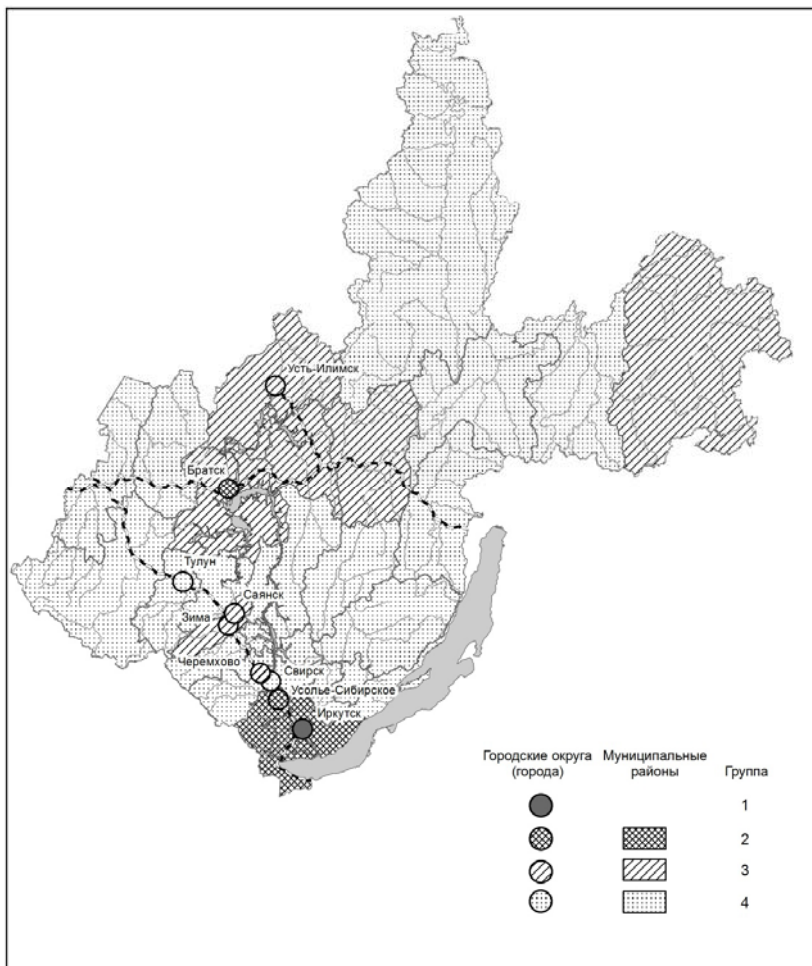 Усть-Илимск
Братск
Тулун
Саянск
Зима
Черемхово
Свирск
Усолье-Сибирское
Иркутск
Городские округа
(города)
Муниципальные
районы
Группа
1
2
3
4